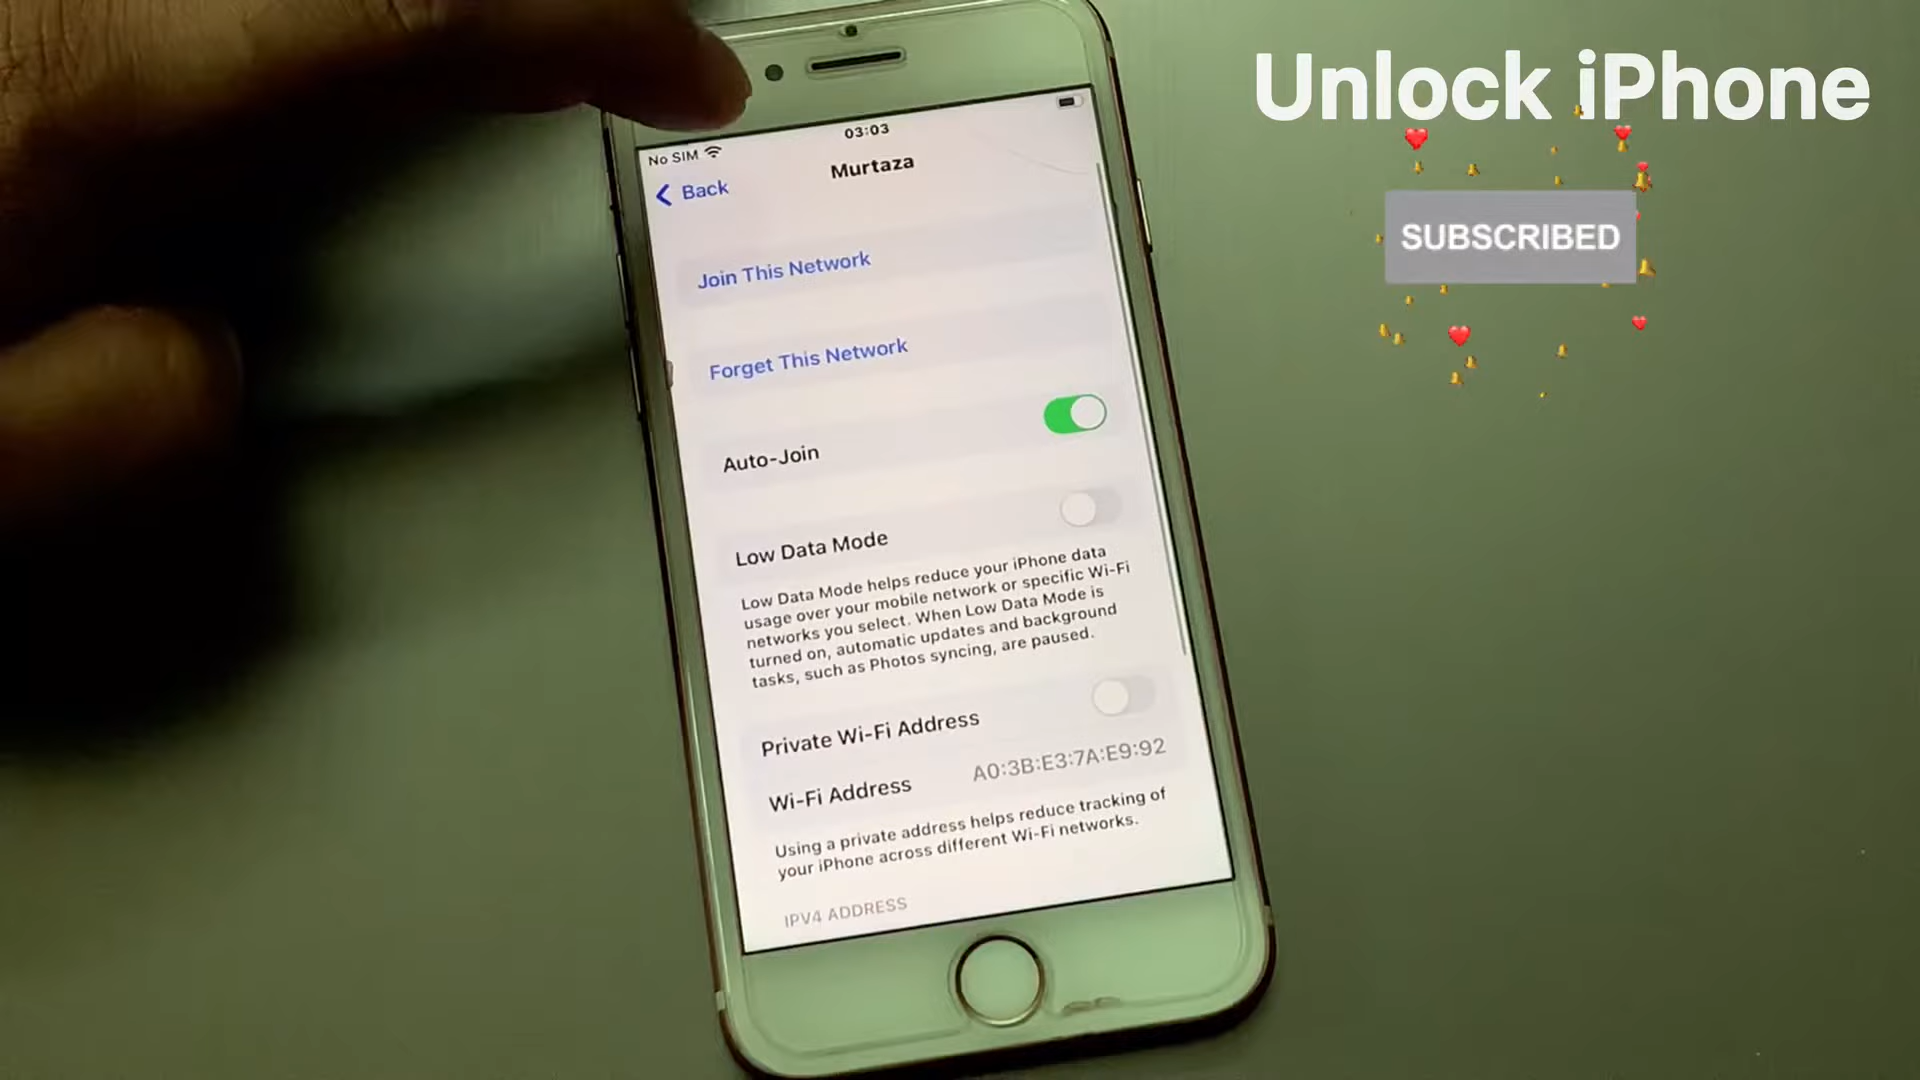 Unlock iPhone
SUBSCRIBED
03:03
No SIM
Murtaza
Back
Join This Network
Forget This Network
Auto-Join
Low Data Mode
Low Data Mode helps reduce your iPhone data
usage over your mobile network or specific Wi-Fi
networks you select. When Low Data Mode is
turned on, automatic updates and background
tasks, such as Photos syncing, are paused.
Private Wi-Fi Address
Wi-Fi Address A0:3B:E3:7A:E9:92
Using a private address helps reduce tracking of
your iPhone across different Wi-Fi networks.
IPV4 ADDRESS